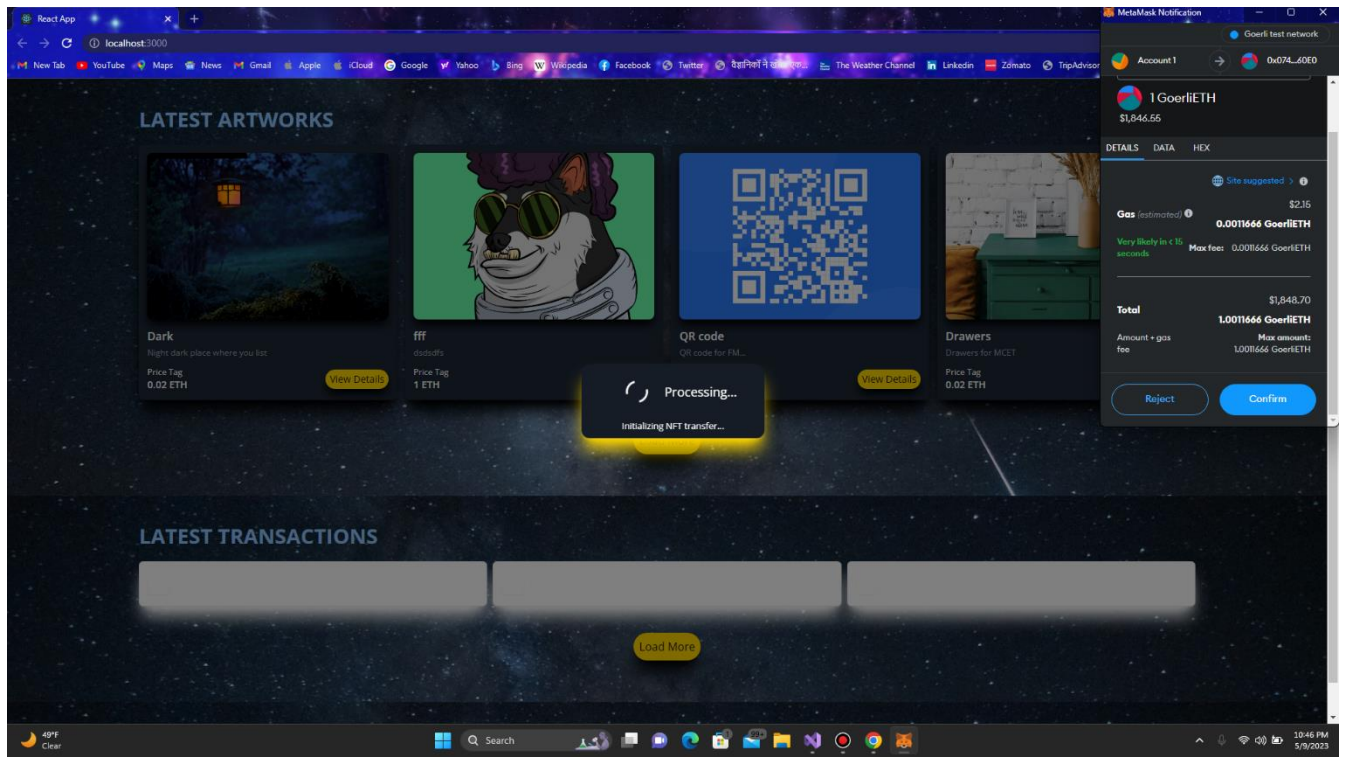 React App
localhost:3000
New Tab YouTube Maps News Gmail Apple iCloud Google Yahoo Bing Wikipedia Facebook Twitter वैज्ञानिकों ने The Weather Channel Linkedin Zomato TripAdvisor
MetaMask Notification
Goerli test network
Account 1
0x074...60E0
1 GoerliETH
$1,846.55
DETAILS DATA HEX
Site suggested >
$2.15
Gas (estimated)
0.0011666 GoerliETH
Very likely in < 15 seconds
Max fee: 0.0011666 GoerliETH
$1,848.70
Total
1.0011666 GoerliETH
Amount + gas fee
Max amount:
1.0011666 GoerliETH
Reject Confirm
LATEST ARTWORKS
Dark
Night dark place where you list
Price Tag
0.02 ETH
View Details
fff
dsdsdfs
Price Tag
1 ETH
QR code
QR code for FM...
View Details
Drawers
Drawers for MCET
Price Tag
0.02 ETH
Processing...
Initializing NFT transfer...
LATEST TRANSACTIONS
Load More
49°F
Clear
Search
99+
10:46 PM
5/9/2023